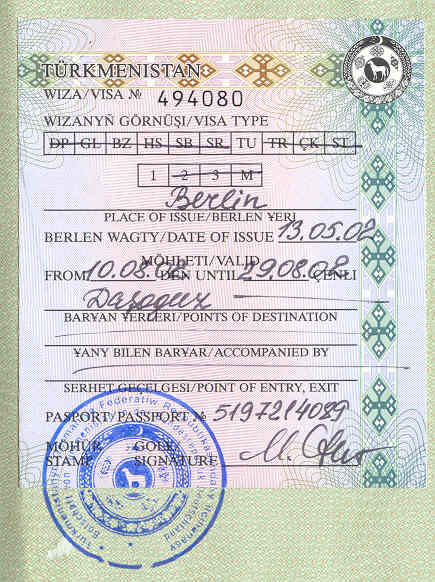 TÜRKMENISTAN
WIZA/VISA № 494080
WIZANYŇ GÖRNÜŞI/VISA TYPE
DP GL BZ HS SB SR TU TR ÇK ST
1 2 3 M
Berlin
PLACE OF ISSUE/BERLEN ÝERI
BERLEN WAGTY/DATE OF ISSUE 13.05.02
MÖHLETI/VALID
FROM 10.08.02 DEN UNTIL 29.08.02 ÇENLI
Daşoguz
BARÝAN ÝERLERI/POINTS OF DESTINATION
ÝANY BILEN BARÝAR/ACCOMPANIED BY
SERHET GEÇELGESI/POINT OF ENTRY, EXIT
PASPORT/PASSPORT № 5197214029
MÖHÜR GOLY
STAMP SIGNATURE